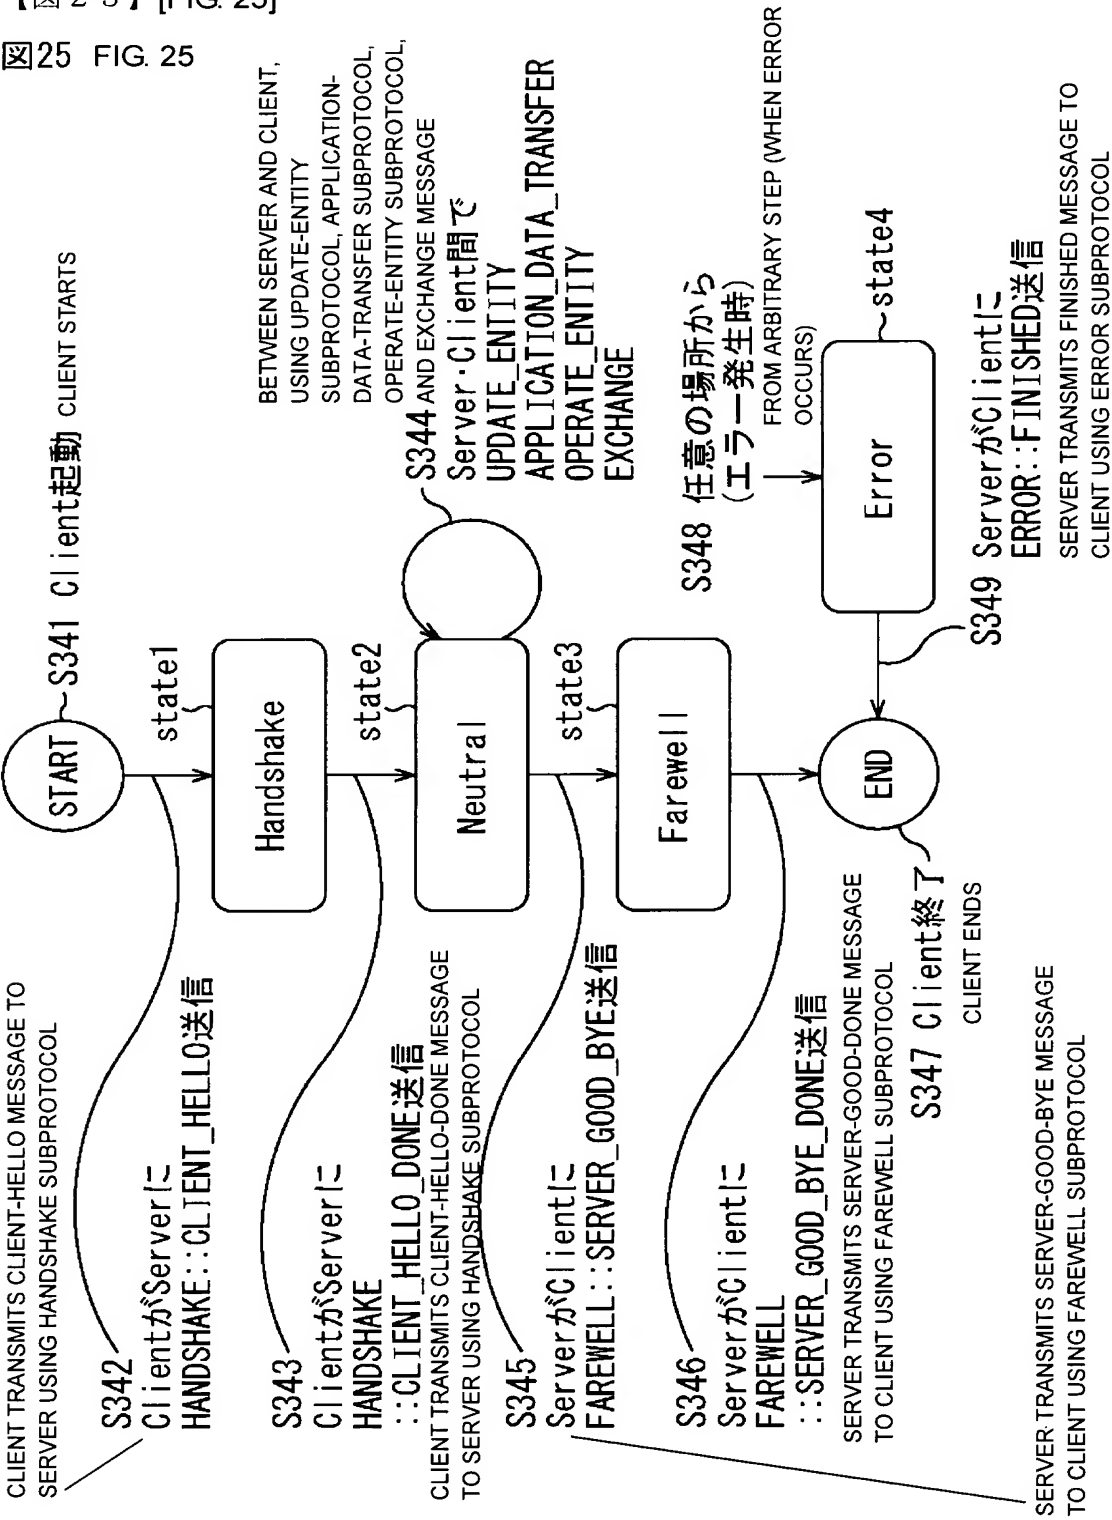 【図25】 [FIG. 25]
図25 FIG. 25
START
S341 Client起動 CLIENT STARTS
CLIENT TRANSMITS CLIENT-HELLO MESSAGE TO
SERVER USING HANDSHAKE SUBPROTOCOL
S342
ClientがServerに
HANDSHAKE::CLIENT_HELLO送信
state1
Handshake
S343
ClientがServerに
HANDSHAKE
::CLIENT_HELLO_DONE送信
CLIENT TRANSMITS CLIENT-HELLO-DONE MESSAGE
TO SERVER USING HANDSHAKE SUBPROTOCOL
state2
Neutral
BETWEEN SERVER AND CLIENT,
USING UPDATE-ENTITY
SUBPROTOCOL, APPLICATION-
DATA-TRANSFER SUBPROTOCOL,
OPERATE-ENTITY SUBPROTOCOL,
AND EXCHANGE MESSAGE
S344
Server・Client間で
UPDATE_ENTITY
APPLICATION_DATA_TRANSFER
OPERATE_ENTITY
EXCHANGE
S345
ServerがClientに
FAREWELL::SERVER_GOOD_BYE送信
SERVER TRANSMITS SERVER-GOOD-BYE MESSAGE
TO CLIENT USING FAREWELL SUBPROTOCOL
state3
Farewell
S346
ServerがClientに
FAREWELL
::SERVER_GOOD_BYE_DONE送信
SERVER TRANSMITS SERVER-GOOD-DONE MESSAGE
TO CLIENT USING FAREWELL SUBPROTOCOL
END
S347 Client終了
CLIENT ENDS
S348 任意の場所から
(エラー発生時)
FROM ARBITRARY STEP (WHEN ERROR
OCCURS)
Error
state4
S349 ServerがClientに
ERROR::FINISHED送信
SERVER TRANSMITS FINISHED MESSAGE TO
CLIENT USING ERROR SUBPROTOCOL